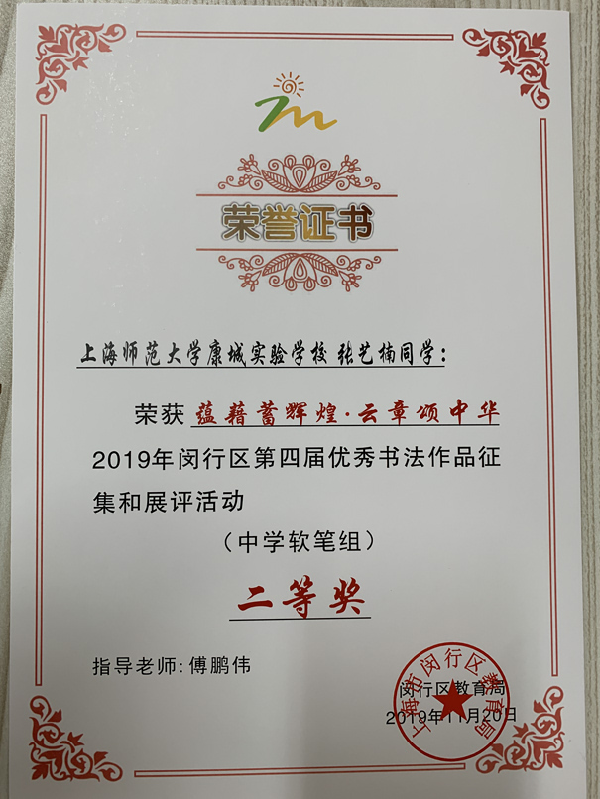 荣誉证书
上海师范大学康城实验学校 张艺楠同学:
荣获 蕴藉蓄辉煌·云章颂中华
2019年闵行区第四届优秀书法作品征
集和展评活动
（中学软笔组）
二等奖
指导老师: 傅鹏伟
闵行区教育局
2019年11月20日
上海市闵行区教育局